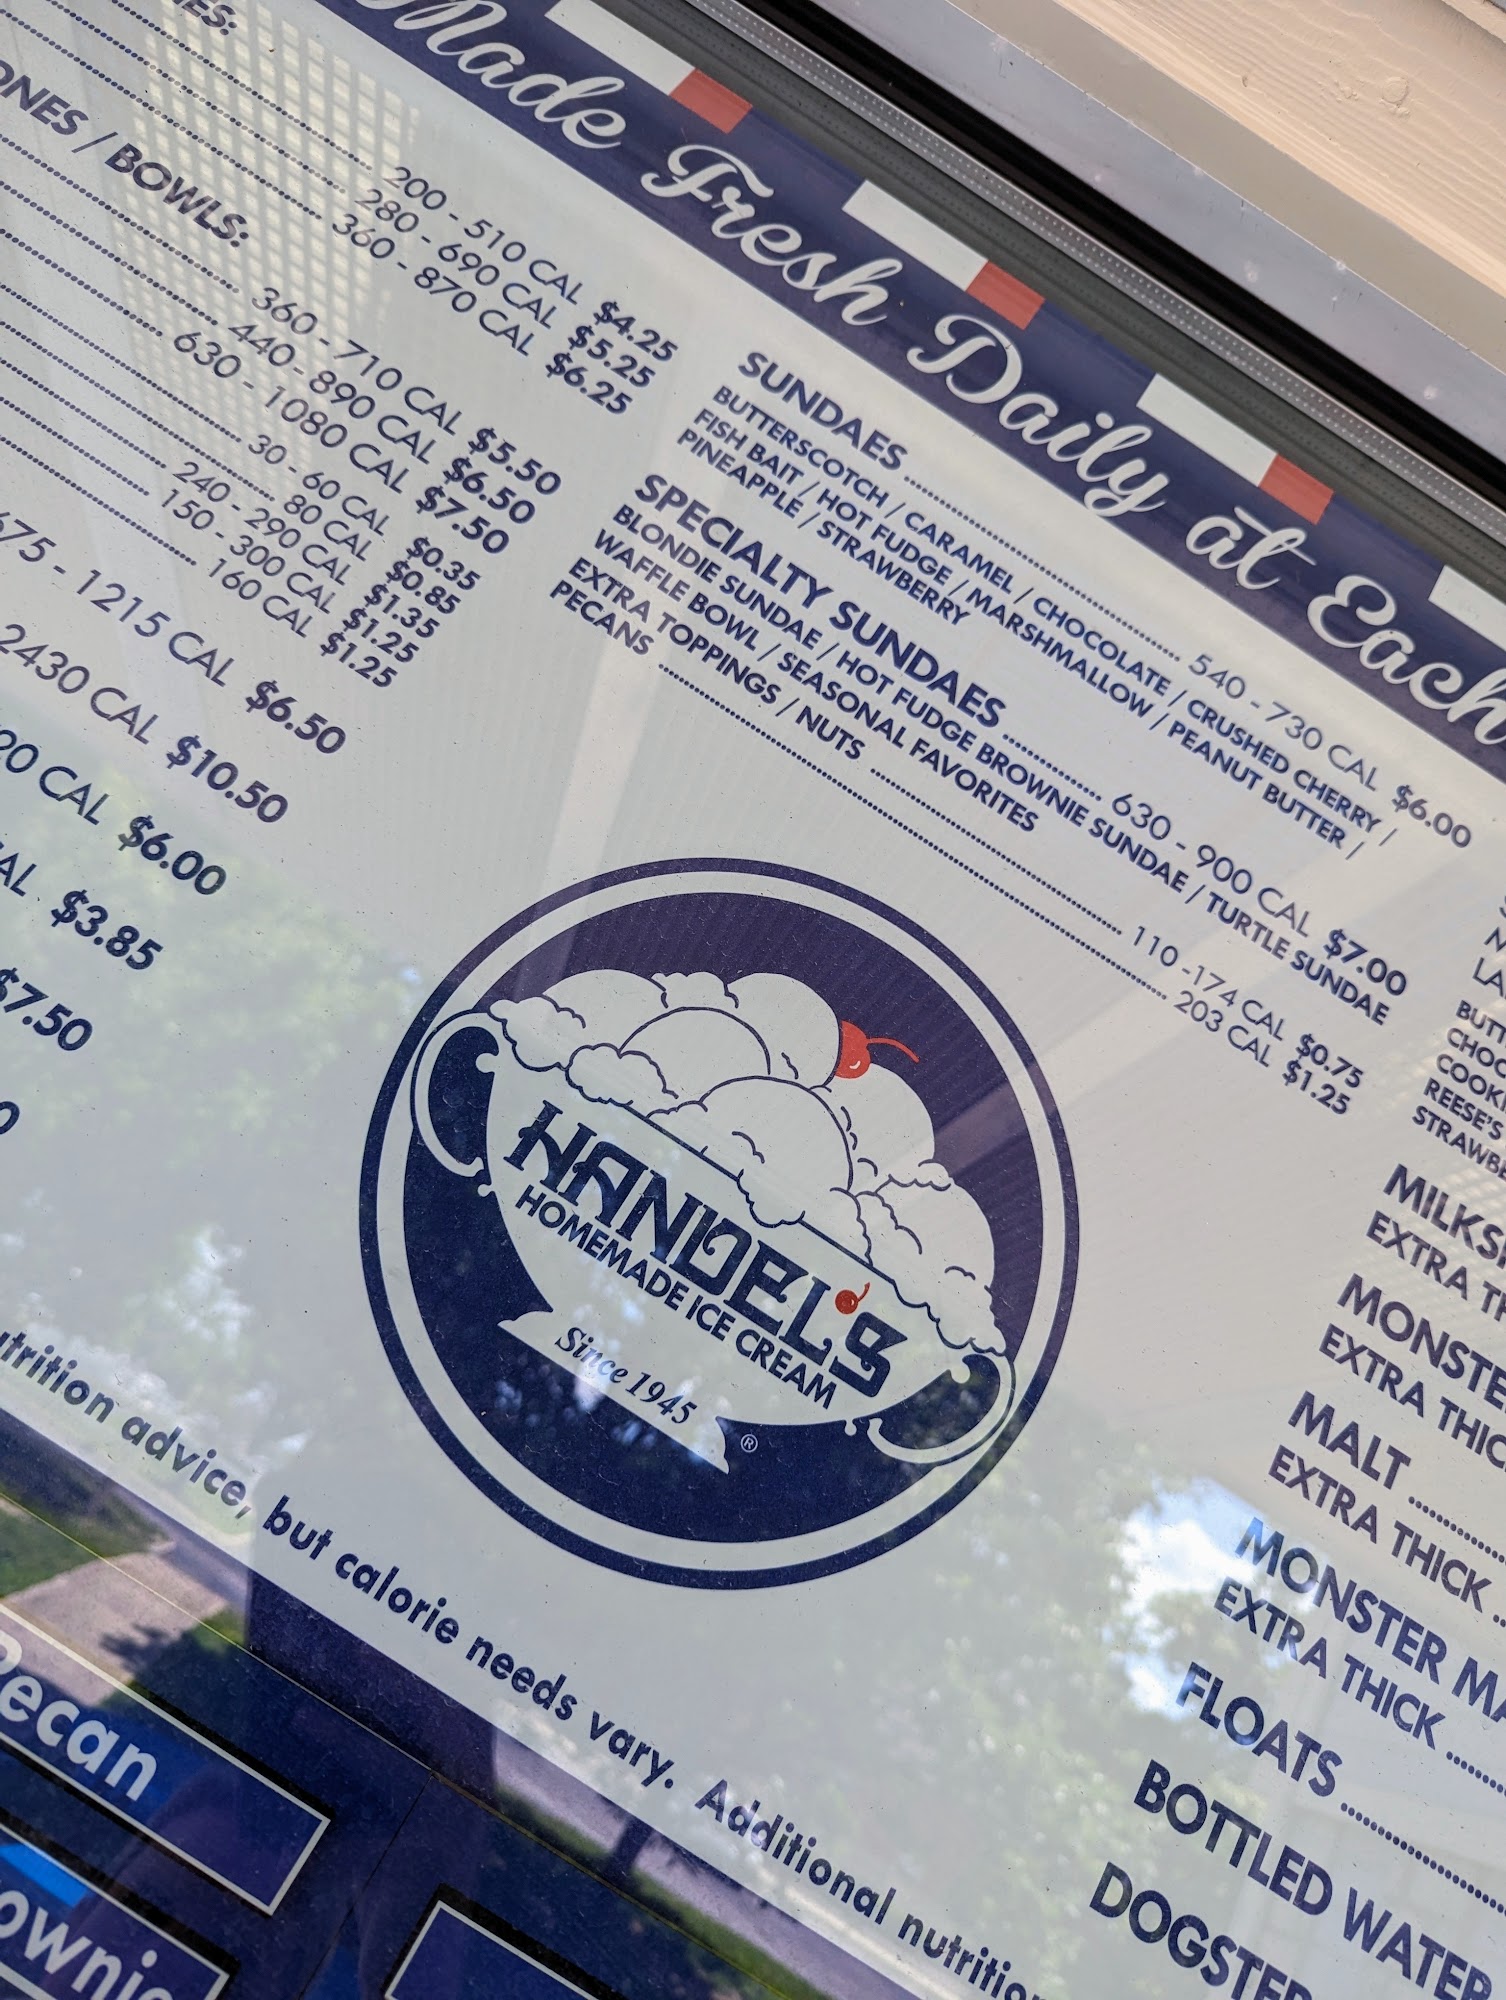 Made Fresh Daily at Each
200 - 510 CAL $4.25
280 - 690 CAL $5.25
360 - 870 CAL $6.25
/ BOWLS:
360 - 710 CAL $5.50
440 - 890 CAL $6.50
630 - 1080 CAL $7.50
30 - 60 CAL $0.35
80 CAL $0.85
240 - 290 CAL $1.35
150 - 300 CAL $1.25
160 CAL $1.25
675 - 1215 CAL $6.50
2430 CAL $10.50
20 CAL $6.00
CAL $3.85
$7.50
SUNDAES 540 - 730 CAL $6.00
BUTTERSCOTCH / CARAMEL / CHOCOLATE / CRUSHED CHERRY /
FISH BAIT / HOT FUDGE / MARSHMALLOW / PEANUT BUTTER /
PINEAPPLE / STRAWBERRY
SPECIALTY SUNDAES 630 - 900 CAL $7.00
BLONDIE SUNDAE / HOT FUDGE BROWNIE SUNDAE / TURTLE SUNDAE
WAFFLE BOWL / SEASONAL FAVORITES
EXTRA TOPPINGS / NUTS 110 -174 CAL $0.75
PECANS 203 CAL $1.25
HANDEL'S
HOMEMADE ICE CREAM
Since 1945
®
REESE'S
MILKS
EXTRA TH
MONSTE
EXTRA THIC
MALT
EXTRA THICK
MONSTER MA
EXTRA THICK
FLOATS
BOTTLED WATER
DOGSTER
utrition advice, but calorie needs vary. Additional nutrition
Pecan
ownie